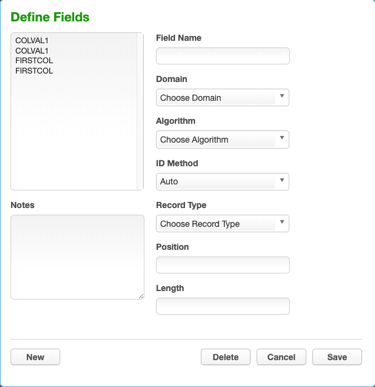 Define Fields
COLVAL1
COLVAL1
FIRSTCOL
FIRSTCOL
Notes
Field Name
Domain
Choose Domain
Algorithm
Choose Algorithm
ID Method
Auto
Record Type
Choose Record Type
Position
Length
New
Delete
Cancel
Save